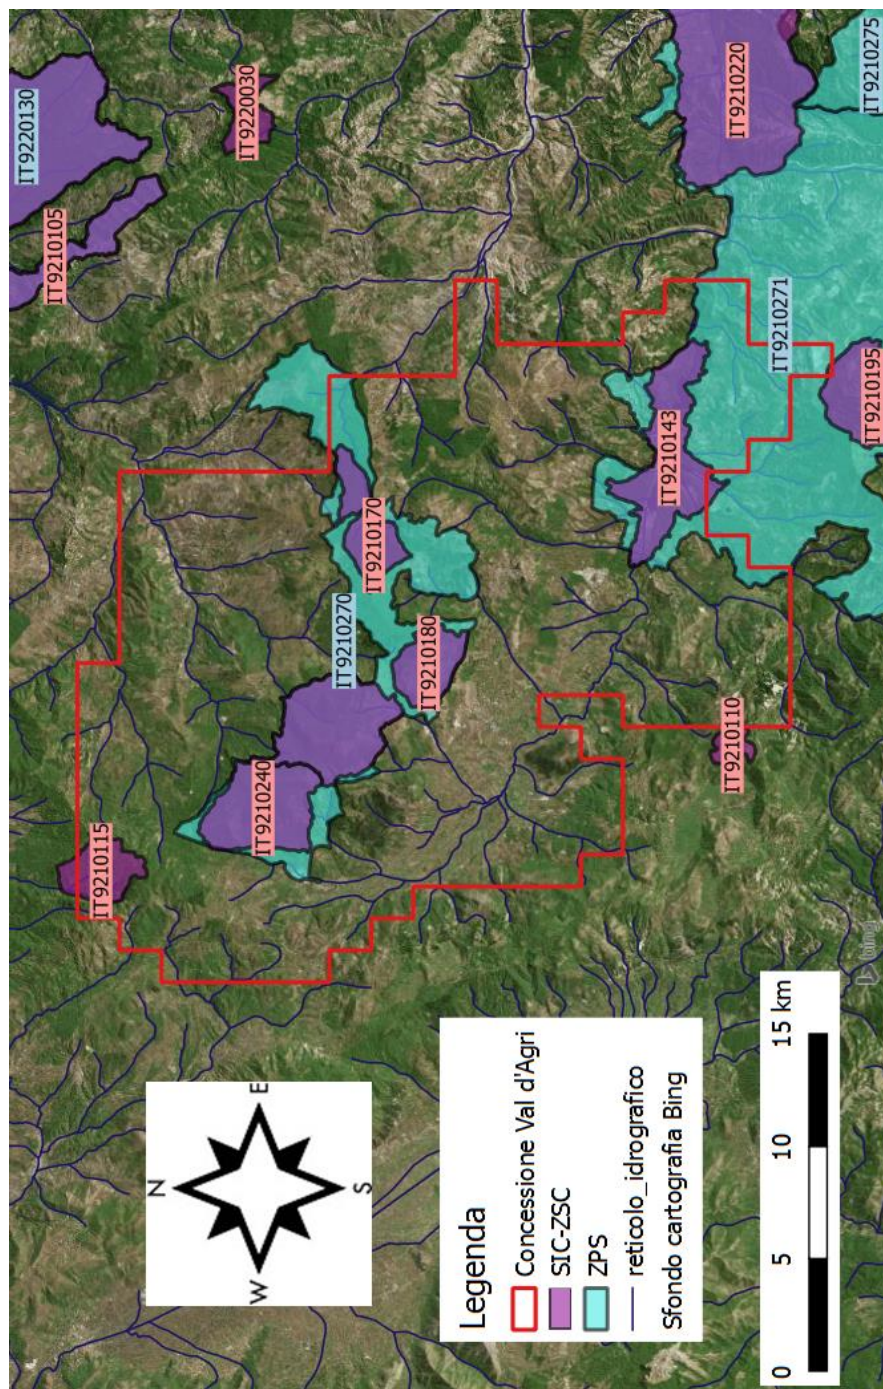 IT9220130
IT9210105
IT9220030
IT9210220
IT9210275
IT9210271
IT9210195
IT9210143
IT9210170
IT9210270
IT9210180
IT9210110
IT9210240
IT9210115
N
E
S
W
Legenda
Concessione Val d'Agri
SIC-ZSC
ZPS
reticolo_idrografico
Sfondo cartografia Bing
0 5 10 15 km
bing